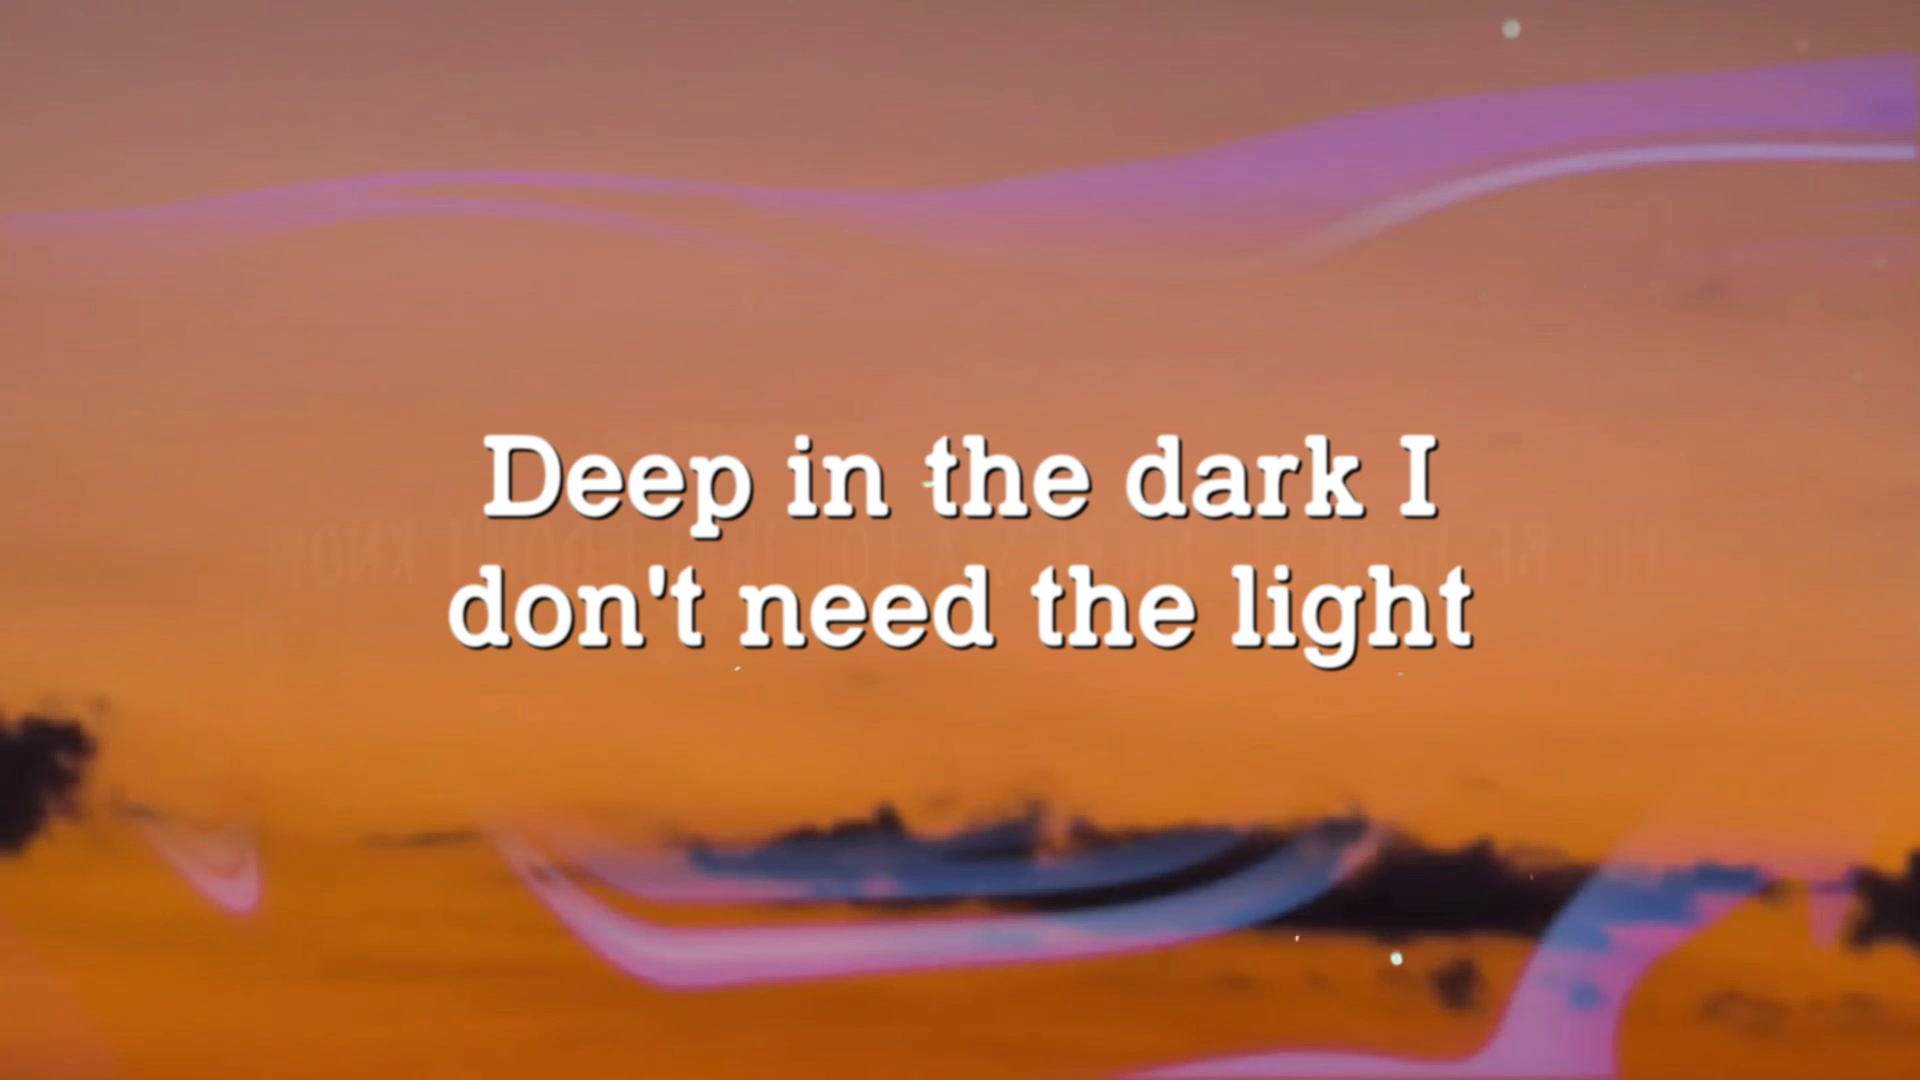 Deep in the dark I
don't need the light